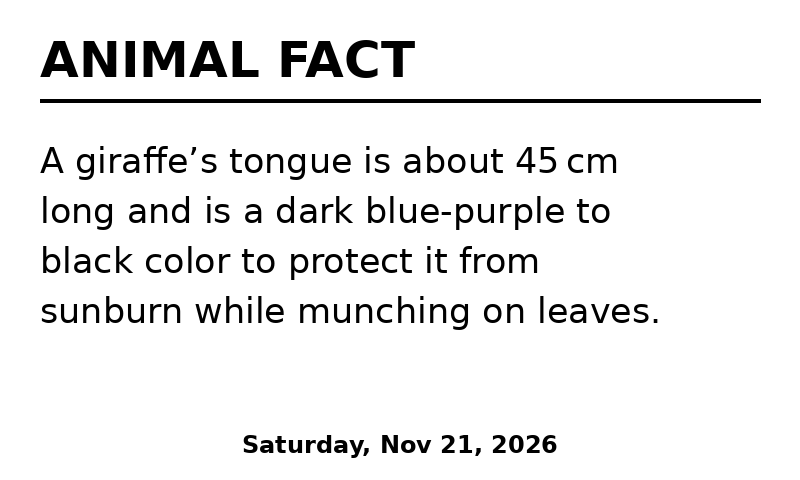 ANIMAL FACT
A giraffe’s tongue is about 45 cm
long and is a dark blue-purple to
black color to protect it from
sunburn while munching on leaves.
Saturday, Nov 21, 2026